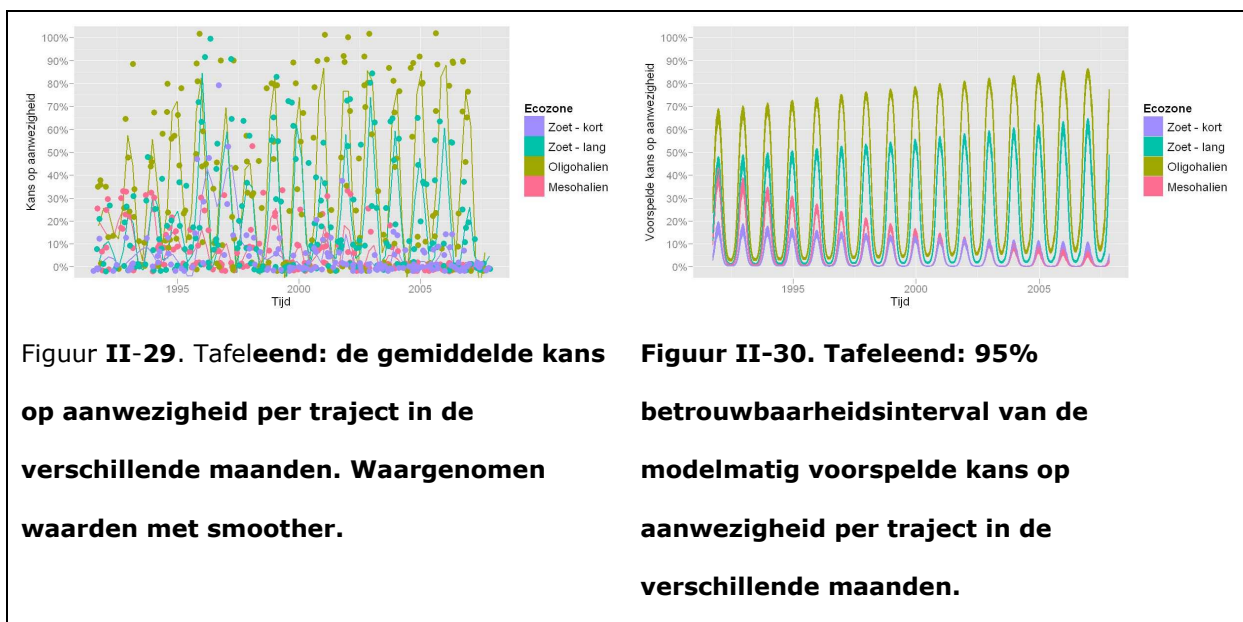 100%
90%
80%
70%
60%
50%
40%
30%
20%
10%
0%
Kans op aanwezigheid
1995
2000
2005
Tijd
Ecozone
Zoet - kort
Zoet - lang
Oligohalien
Mesohalien
100%
90%
80%
70%
60%
50%
40%
30%
20%
10%
0%
Voorspelde kans op aanwezigheid
1995
2000
2005
Tijd
Ecozone
Zoet - kort
Zoet - lang
Oligohalien
Mesohalien
Figuur II-29. Tafeleend: de gemiddelde kans
op aanwezigheid per traject in de
verschillende maanden. Waargenomen
waarden met smoother.
Figuur II-30. Tafeleend: 95%
betrouwbaarheidsinterval van de
modelmatig voorspelde kans op
aanwezigheid per traject in de
verschillende maanden.